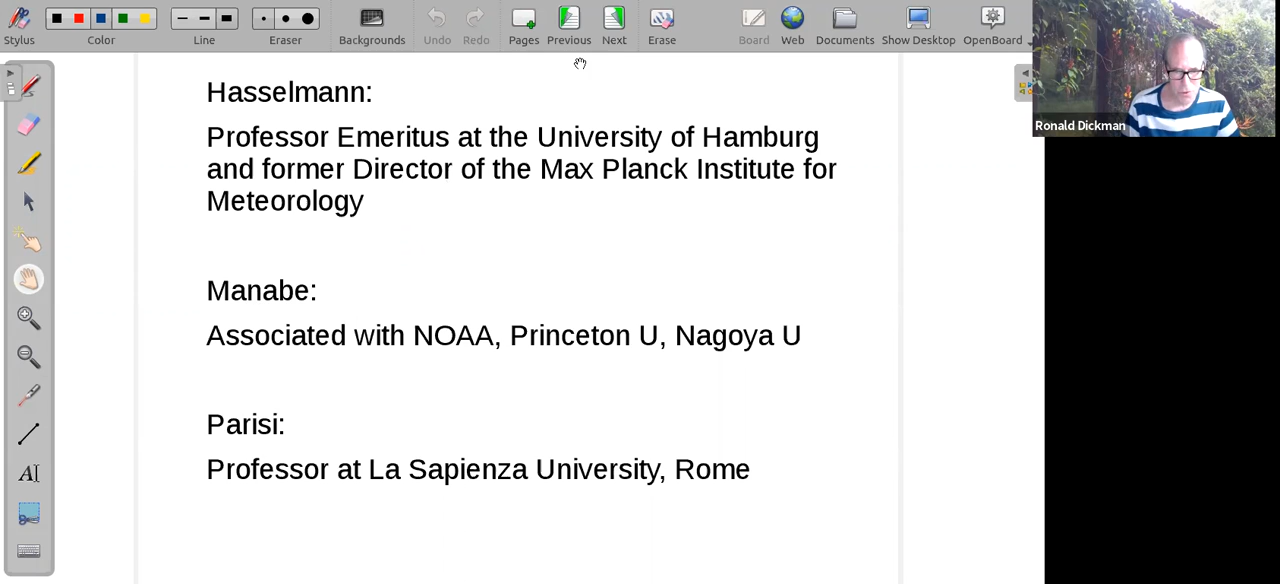 Stylus
Color
Line
Eraser
Backgrounds
Undo
Redo
Pages
Previous
Next
Erase
Board
Web
Documents
Show Desktop
OpenBoard
Ronald Dickman
Hasselmann:
Professor Emeritus at the University of Hamburg
and former Director of the Max Planck Institute for
Meteorology
Manabe:
Associated with NOAA, Princeton U, Nagoya U
Parisi:
Professor at La Sapienza University, Rome